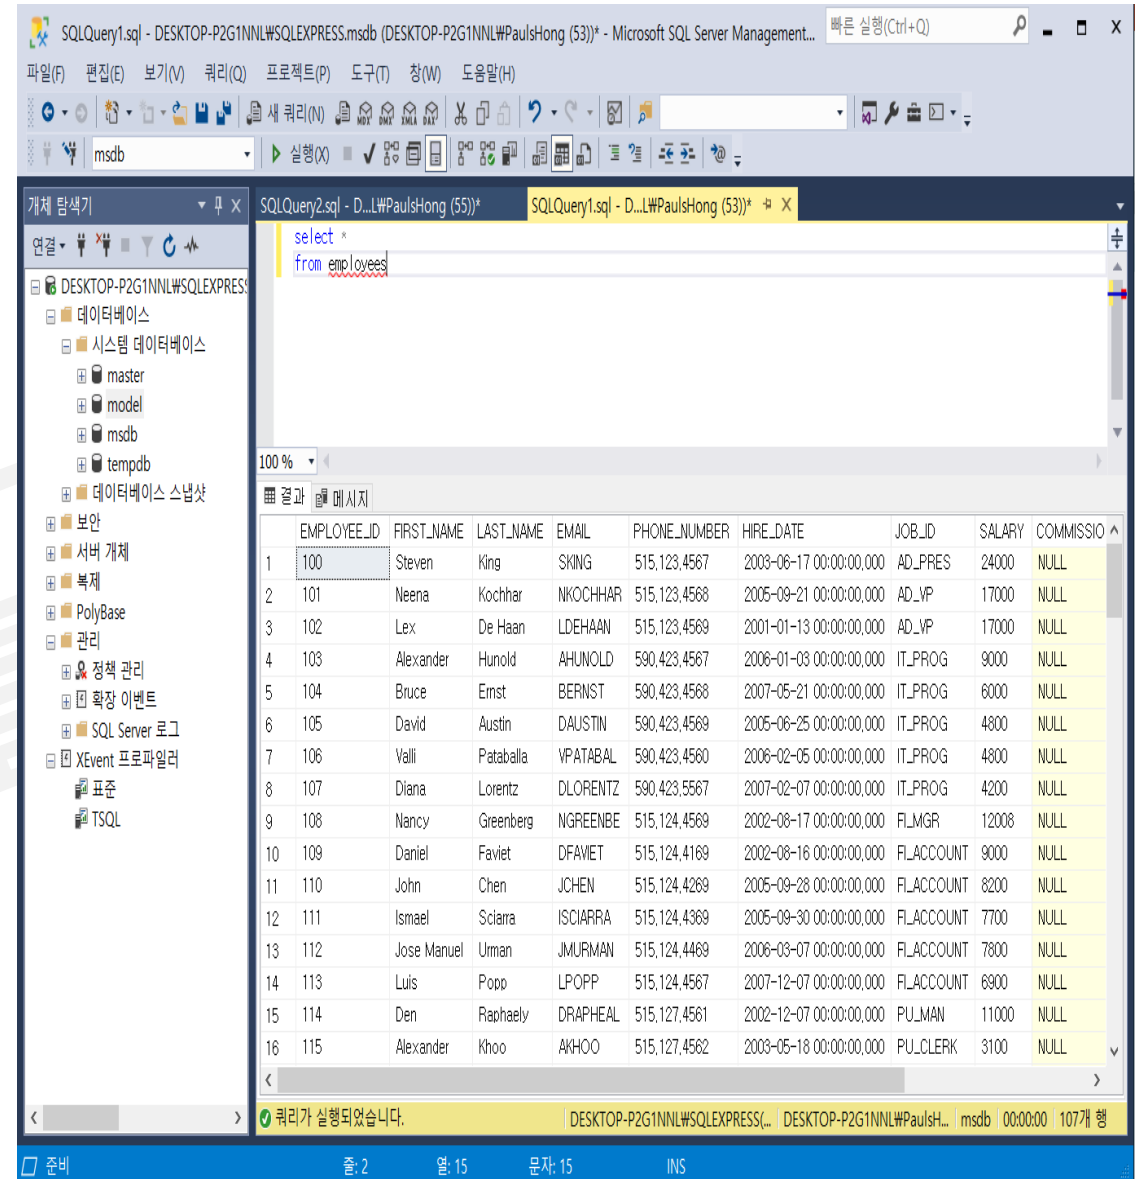 SQLQuery1.sql - DESKTOP-P2G1NNL₩SQLEXPRESS.msdb (DESKTOP-P2G1NNL₩PaulsHong (53))* - Microsoft SQL Server Management...
빠른 실행(Ctrl+Q)
파일(F) 편집(E) 보기(V) 쿼리(Q) 프로젝트(P) 도구(T) 창(W) 도움말(H)
새 쿼리(N) MDX DMX XMLA DAX
msdb 실행(X)
개체 탐색기
연결
DESKTOP-P2G1NNL₩SQLEXPRES
데이터베이스
시스템 데이터베이스
master
model
msdb
tempdb
데이터베이스 스냅샷
보안
서버 개체
복제
PolyBase
관리
정책 관리
확장 이벤트
SQL Server 로그
XEvent 프로파일러
표준
TSQL
SQLQuery2.sql - D...L₩PaulsHong (55))* SQLQuery1.sql - D...L₩PaulsHong (53))*
select *
from employees
100 %
결과 메시지
EMPLOYEE_ID FIRST_NAME LAST_NAME EMAIL PHONE_NUMBER HIRE_DATE JOB_ID SALARY COMMISSIO
1 100 Steven King SKING 515.123.4567 2003-06-17 00:00:00.000 AD_PRES 24000 NULL
2 101 Neena Kochhar NKOCHHAR 515.123.4568 2005-09-21 00:00:00.000 AD_VP 17000 NULL
3 102 Lex De Haan LDEHAAN 515.123.4569 2001-01-13 00:00:00.000 AD_VP 17000 NULL
4 103 Alexander Hunold AHUNOLD 590.423.4567 2006-01-03 00:00:00.000 IT_PROG 9000 NULL
5 104 Bruce Ernst BERNST 590.423.4568 2007-05-21 00:00:00.000 IT_PROG 6000 NULL
6 105 David Austin DAUSTIN 590.423.4569 2005-06-25 00:00:00.000 IT_PROG 4800 NULL
7 106 Valli Pataballa VPATABAL 590.423.4560 2006-02-05 00:00:00.000 IT_PROG 4800 NULL
8 107 Diana Lorentz DLORENTZ 590.423.5567 2007-02-07 00:00:00.000 IT_PROG 4200 NULL
9 108 Nancy Greenberg NGREENBE 515.124.4569 2002-08-17 00:00:00.000 FI_MGR 12008 NULL
10 109 Daniel Faviet DFAVIET 515.124.4169 2002-08-16 00:00:00.000 FI_ACCOUNT 9000 NULL
11 110 John Chen JCHEN 515.124.4269 2005-09-28 00:00:00.000 FI_ACCOUNT 8200 NULL
12 111 Ismael Sciarra ISCIARRA 515.124.4369 2005-09-30 00:00:00.000 FI_ACCOUNT 7700 NULL
13 112 Jose Manuel Urman JMURMAN 515.124.4469 2006-03-07 00:00:00.000 FI_ACCOUNT 7800 NULL
14 113 Luis Popp LPOPP 515.124.4567 2007-12-07 00:00:00.000 FI_ACCOUNT 6900 NULL
15 114 Den Raphaely DRAPHEAL 515.127.4561 2002-12-07 00:00:00.000 PU_MAN 11000 NULL
16 115 Alexander Khoo AKHOO 515.127.4562 2003-05-18 00:00:00.000 PU_CLERK 3100 NULL
쿼리가 실행되었습니다. DESKTOP-P2G1NNL₩SQLEXPRESS(... DESKTOP-P2G1NNL₩PaulsH... msdb 00:00:00 107개 행
준비 줄: 2 열: 15 문자: 15 INS